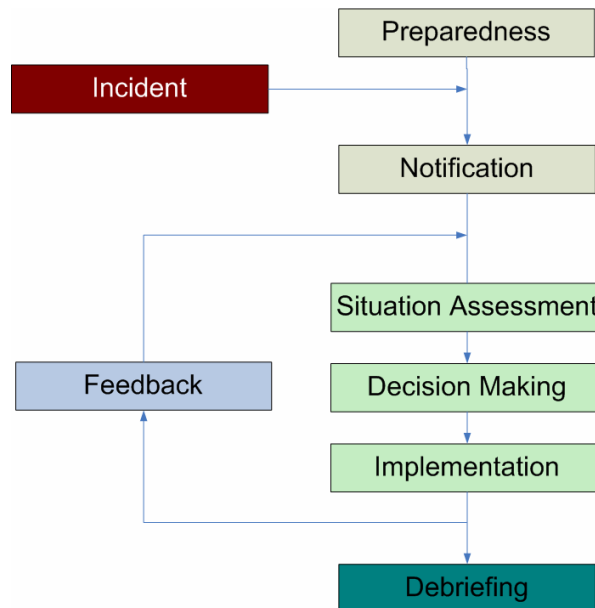 Preparedness
Incident
Notification
Situation Assessment
Feedback
Decision Making
Implementation
Debriefing